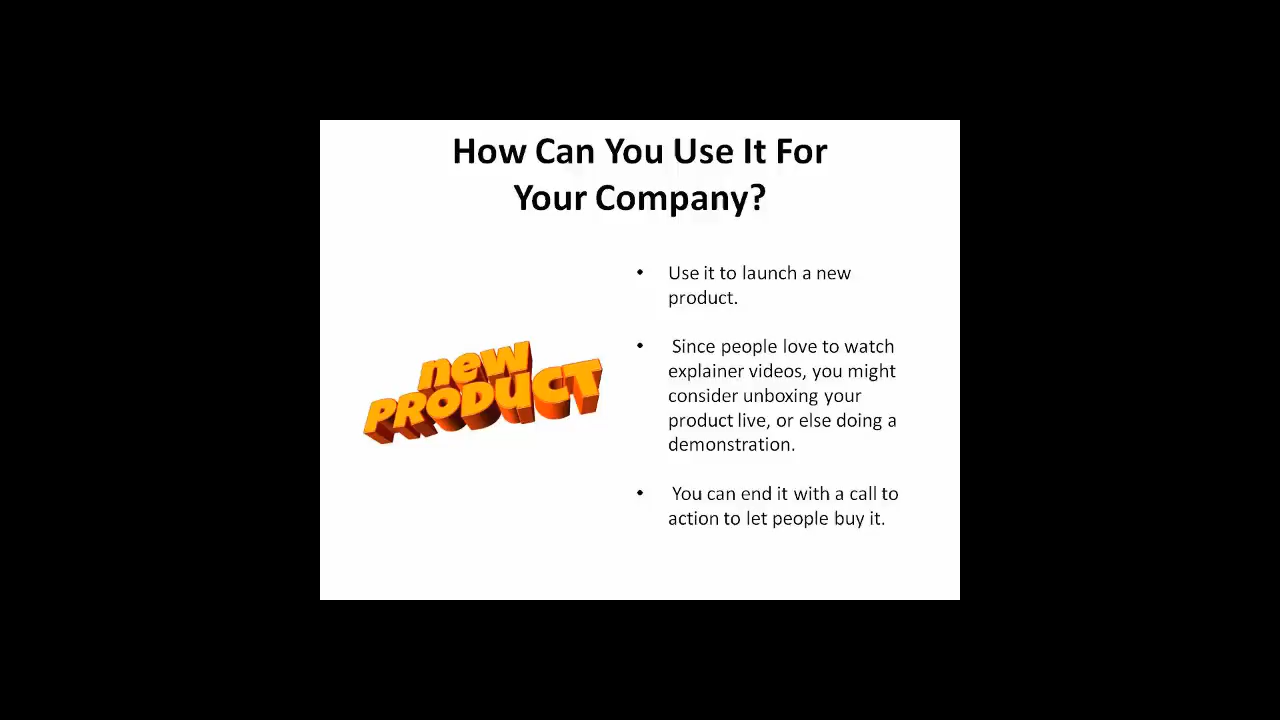 How Can You Use It For
Your Company?
new
PRODUCT
• Use it to launch a new
product.
• Since people love to watch
explainer videos, you might
consider unboxing your
product live, or else doing a
demonstration.
• You can end it with a call to
action to let people buy it.